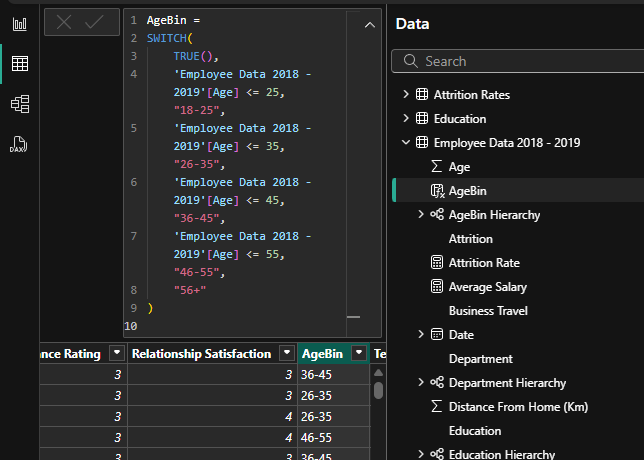 1 AgeBin =
2 SWITCH(
3 TRUE(),
4 'Employee Data 2018 -
2019'[Age] <= 25,
"18-25",
5 'Employee Data 2018 -
2019'[Age] <= 35,
"26-35",
6 'Employee Data 2018 -
2019'[Age] <= 45,
"36-45",
7 'Employee Data 2018 -
2019'[Age] <= 55,
"46-55",
8 "56+"
9 )
10
DAX
nce Rating Relationship Satisfaction AgeBin Te
3 3 36-45
3 3 26-35
3 4 26-35
3 4 46-55
3 3 36-45
Data
Search
Attrition Rates
Education
Employee Data 2018 - 2019
Age
AgeBin
AgeBin Hierarchy
Attrition
Attrition Rate
Average Salary
Business Travel
Date
Department
Department Hierarchy
Distance From Home (Km)
Education
Education Hierarchy